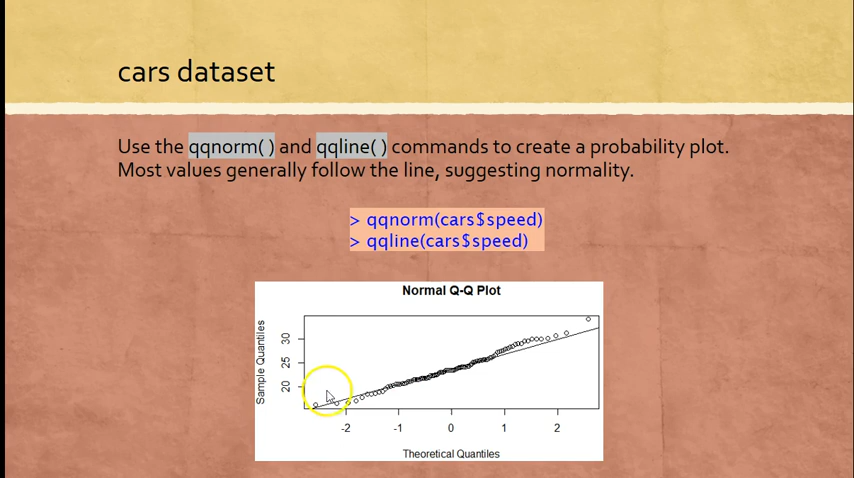 cars dataset
Use the qqnorm( ) and qqline( ) commands to create a probability plot.
Most values generally follow the line, suggesting normality.
> qqnorm(cars$speed)
> qqline(cars$speed)
Normal Q-Q Plot
Sample Quantiles
30
25
20
-2 -1 0 1 2
Theoretical Quantiles